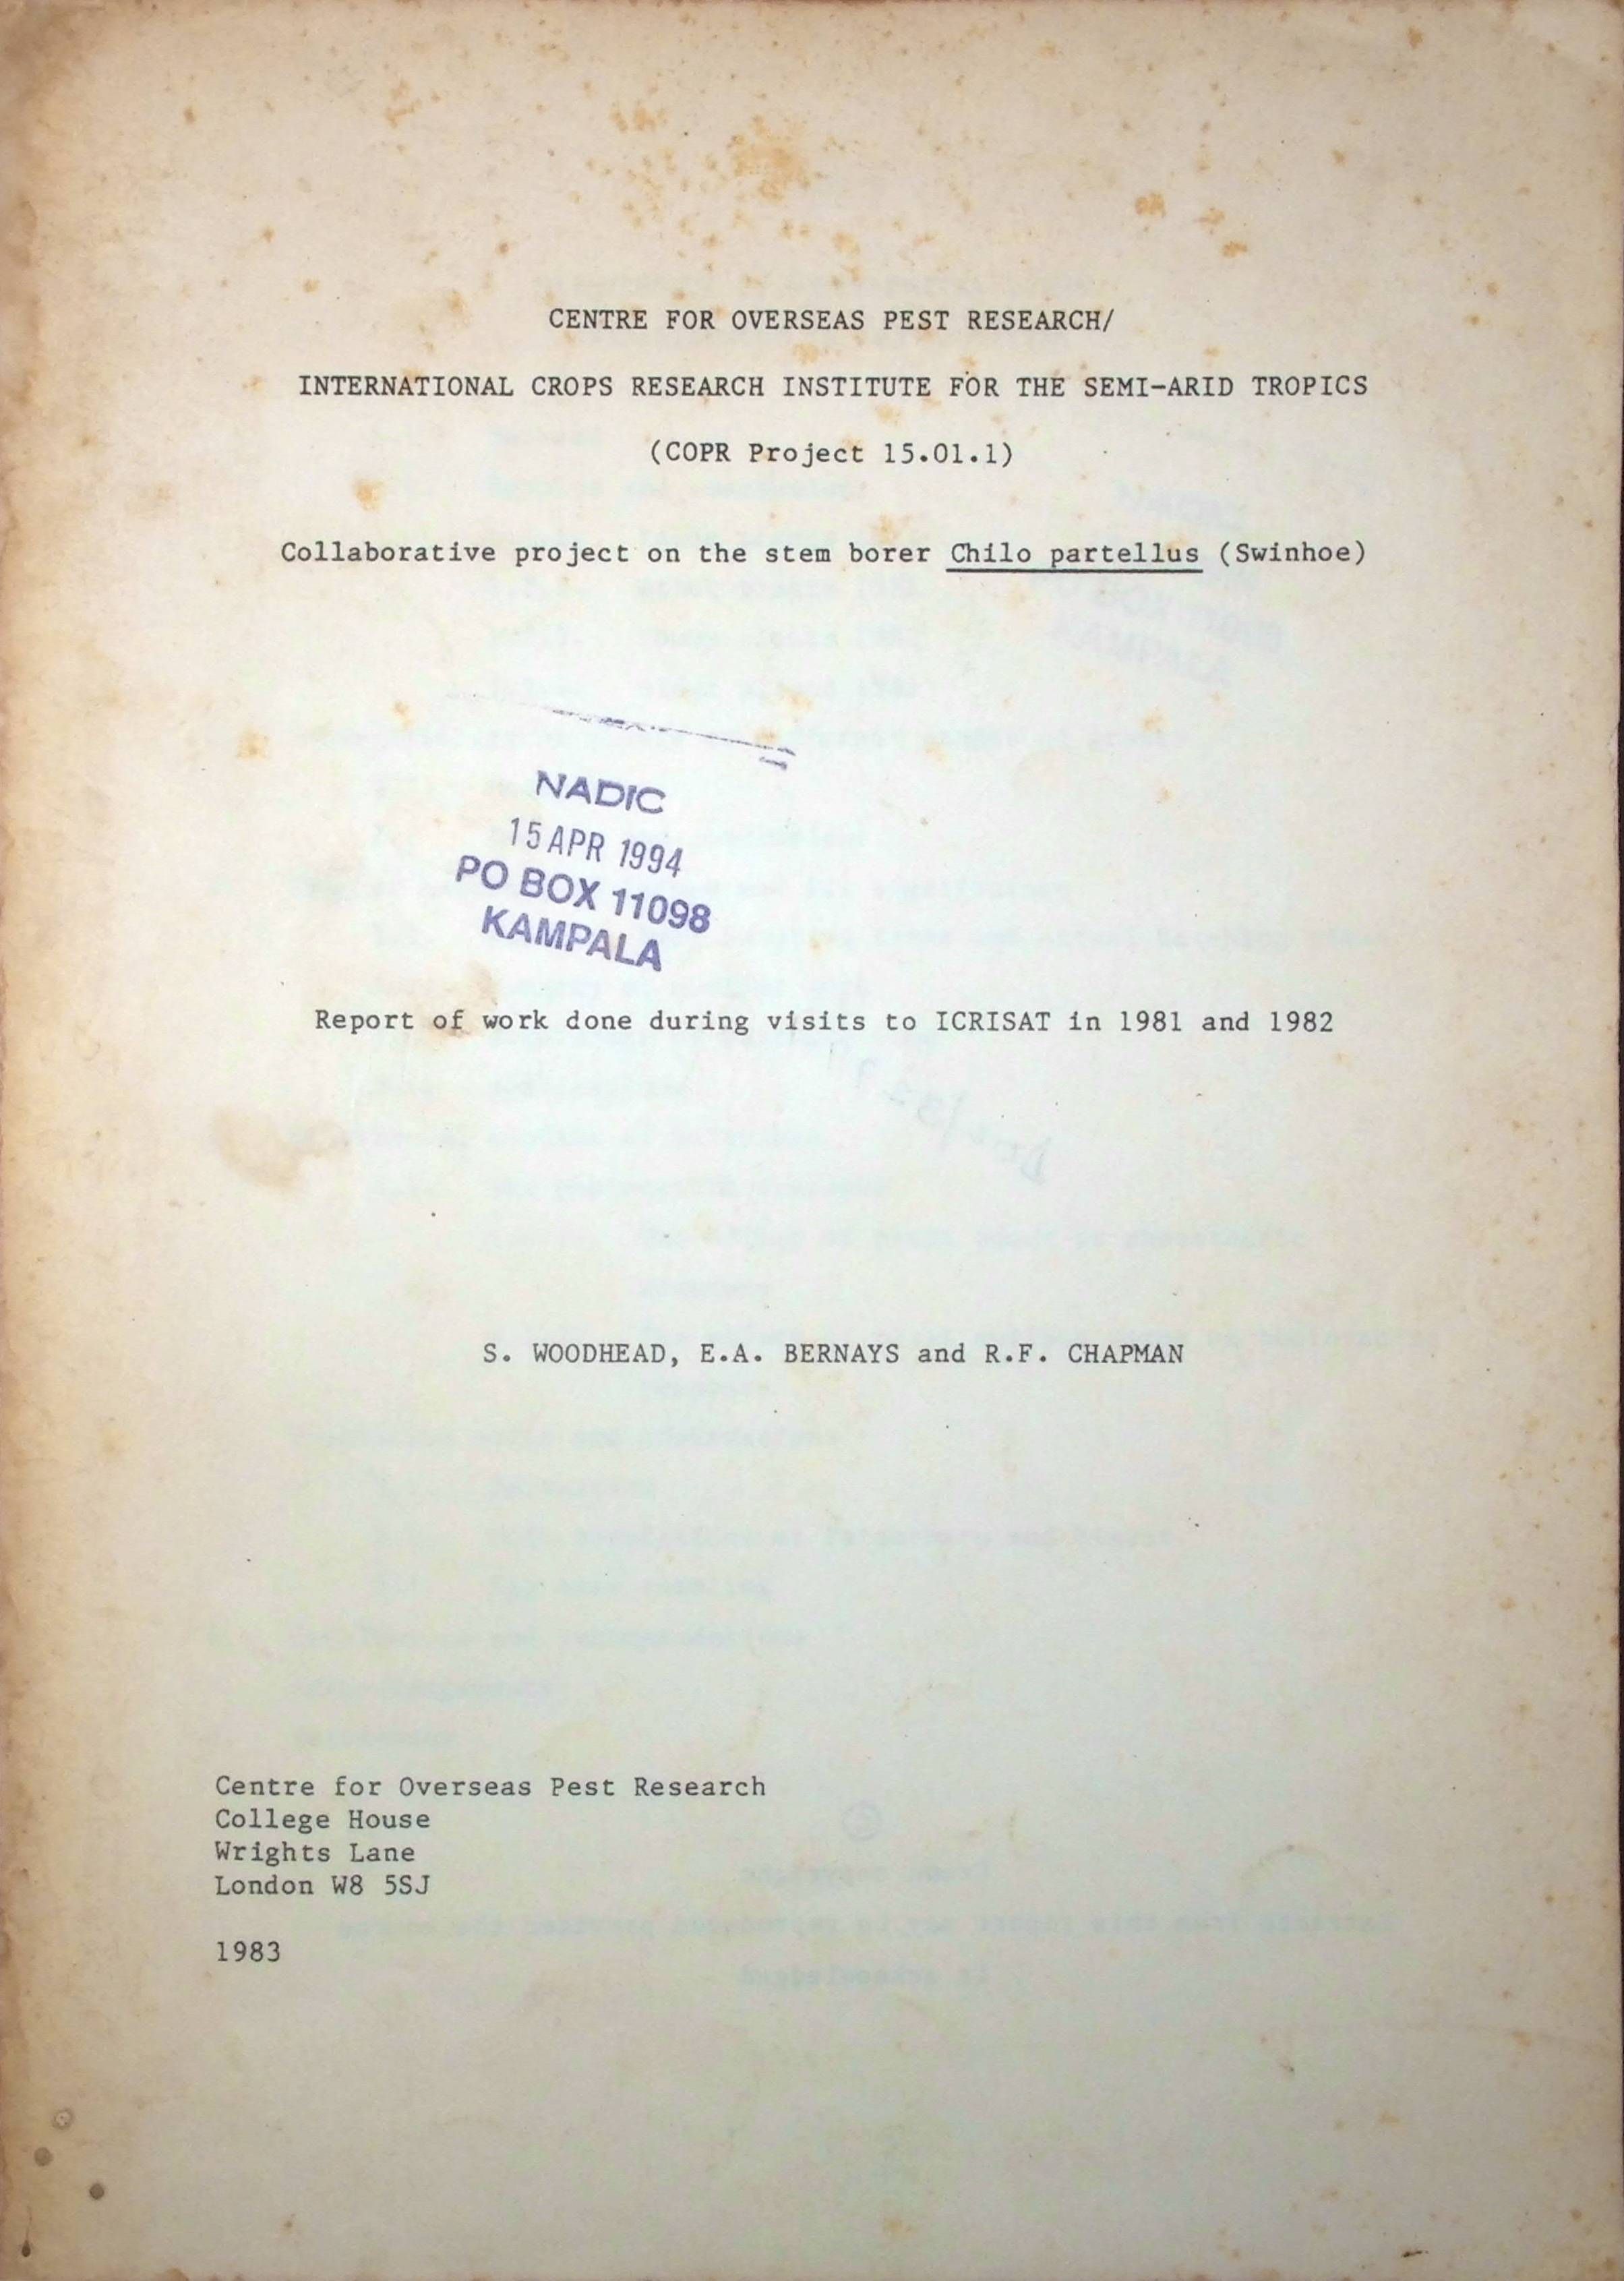 CENTRE FOR OVERSEAS PEST RESEARCH/
INTERNATIONAL CROPS RESEARCH INSTITUTE FOR THE SEMI-ARID TROPICS
(COPR Project 15.01.1)
Collaborative project on the stem borer Chilo partellus (Swinhoe)
NADIC
15 APR 1994
PO BOX 11098
KAMPALA
Report of work done during visits to ICRISAT in 1981 and 1982
S. WOODHEAD, E.A. BERNAYS and R.F. CHAPMAN
Centre for Overseas Pest Research
College House
Wrights Lane
London W8 5SJ
1983